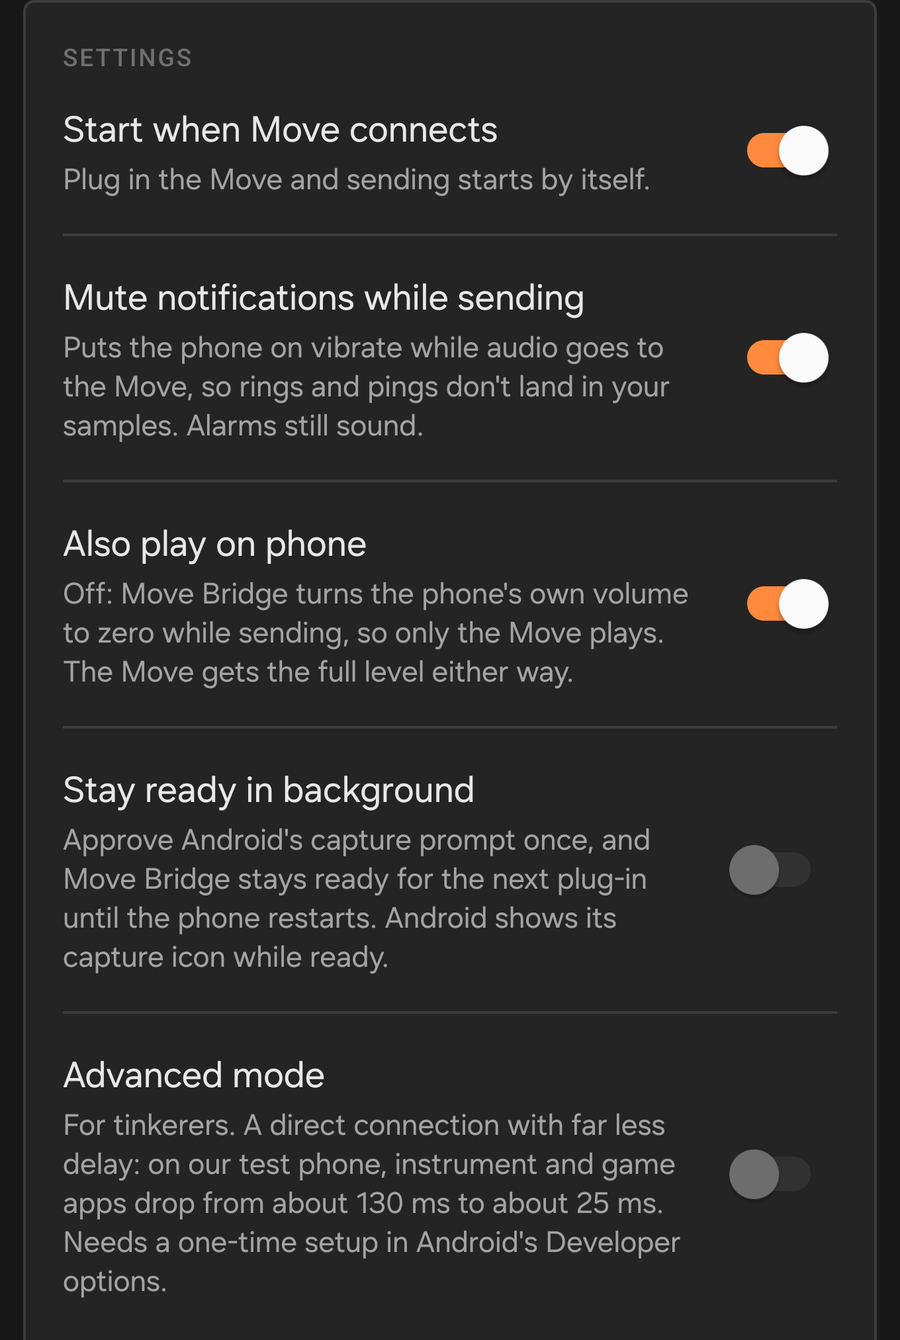 SETTINGS
Start when Move connects
Plug in the Move and sending starts by itself.
Mute notifications while sending
Puts the phone on vibrate while audio goes to
the Move, so rings and pings don't land in your
samples. Alarms still sound.
Also play on phone
Off: Move Bridge turns the phone's own volume
to zero while sending, so only the Move plays.
The Move gets the full level either way.
Stay ready in background
Approve Android's capture prompt once, and
Move Bridge stays ready for the next plug-in
until the phone restarts. Android shows its
capture icon while ready.
Advanced mode
For tinkerers. A direct connection with far less
delay: on our test phone, instrument and game
apps drop from about 130 ms to about 25 ms.
Needs a one-time setup in Android's Developer
options.